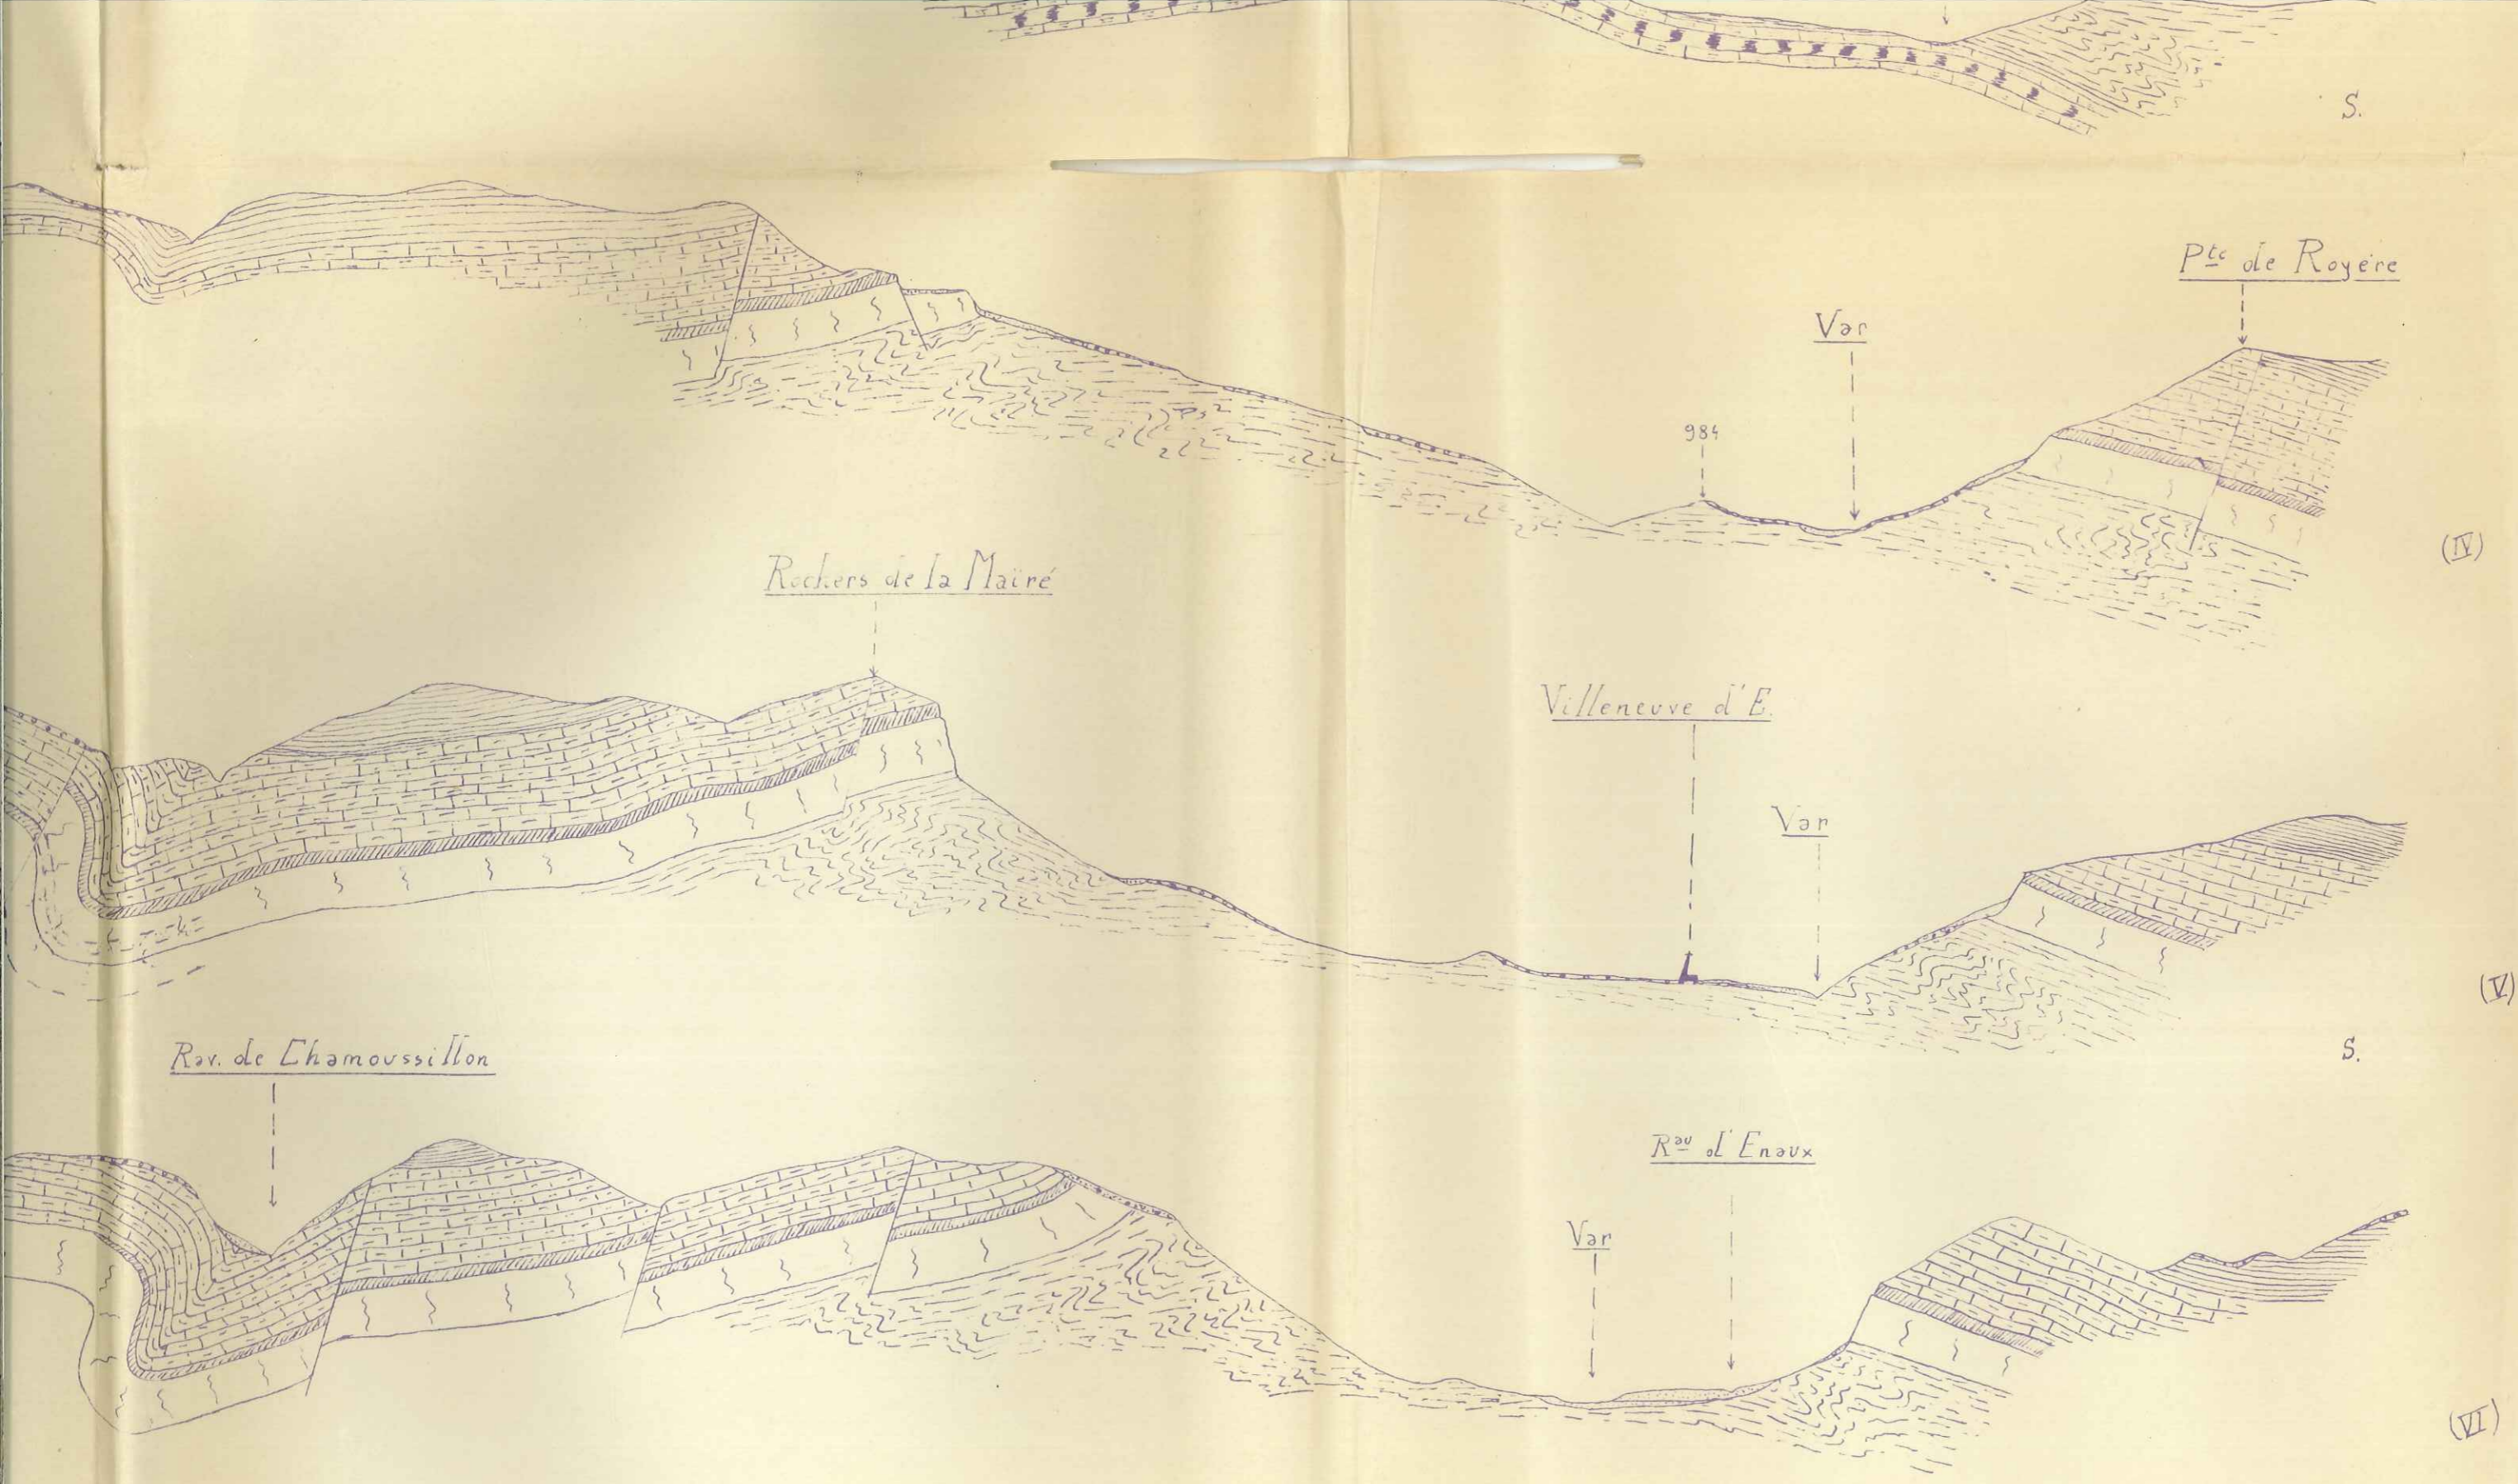 S.
Pte de Royère
Var
984
(IV)
Rochers de la Maïré
Villeneuve d'E.
Var
(V)
S.
Rav. de Chamoussillon
Rau d'Enaux
Var
(VI)